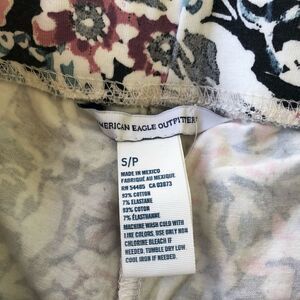 AMERICAN EAGLE OUTFITTERS
S/P
MADE IN MEXICO
FABRIQUÉ AU MEXIQUE
RN 54485 CA 03873
93% COTTON
7% ELASTANE
93% COTON
7% ÉLASTHANNE
MACHINE WASH COLD WITH
LIKE COLORS. USE ONLY NON
CHLORINE BLEACH IF
NEEDED. TUMBLE DRY LOW.
COOL IRON IF NEEDED.